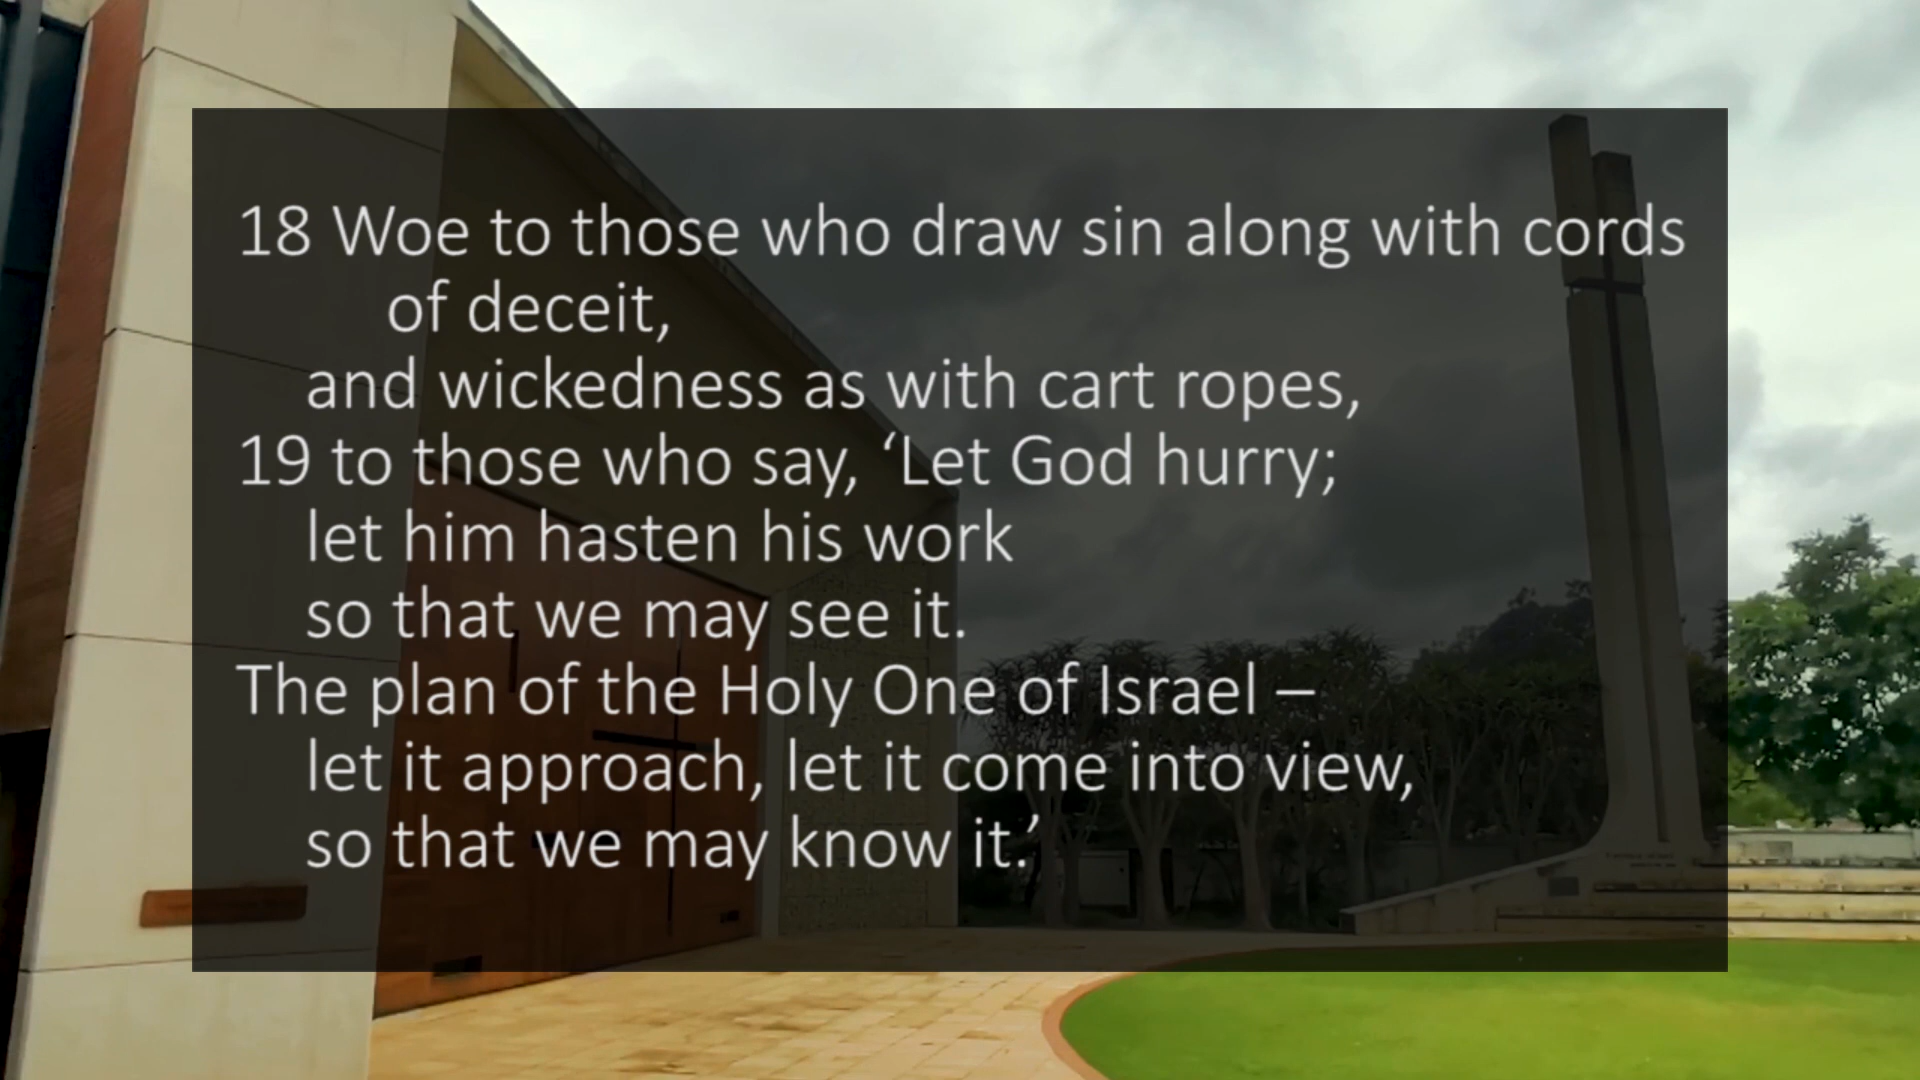 18 Woe to those who draw sin along with cords
of deceit,
and wickedness as with cart ropes,
19 to those who say, ‘Let God hurry;
let him hasten his work
so that we may see it.
The plan of the Holy One of Israel –
let it approach, let it come into view,
so that we may know it.’